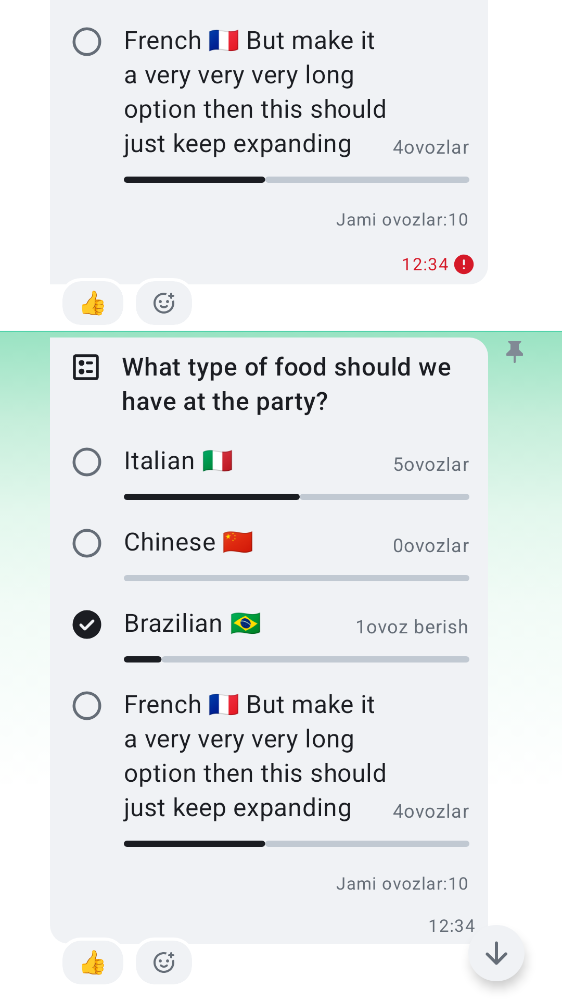 French 🇫🇷 But make it
a very very very long
option then this should
just keep expanding 4ovozlar
Jami ovozlar:10
12:34
What type of food should we
have at the party?
Italian 🇮🇹 5ovozlar
Chinese 🇨🇳 0ovozlar
Brazilian 🇧🇷 1ovoz berish
French 🇫🇷 But make it
a very very very long
option then this should
just keep expanding 4ovozlar
Jami ovozlar:10
12:34